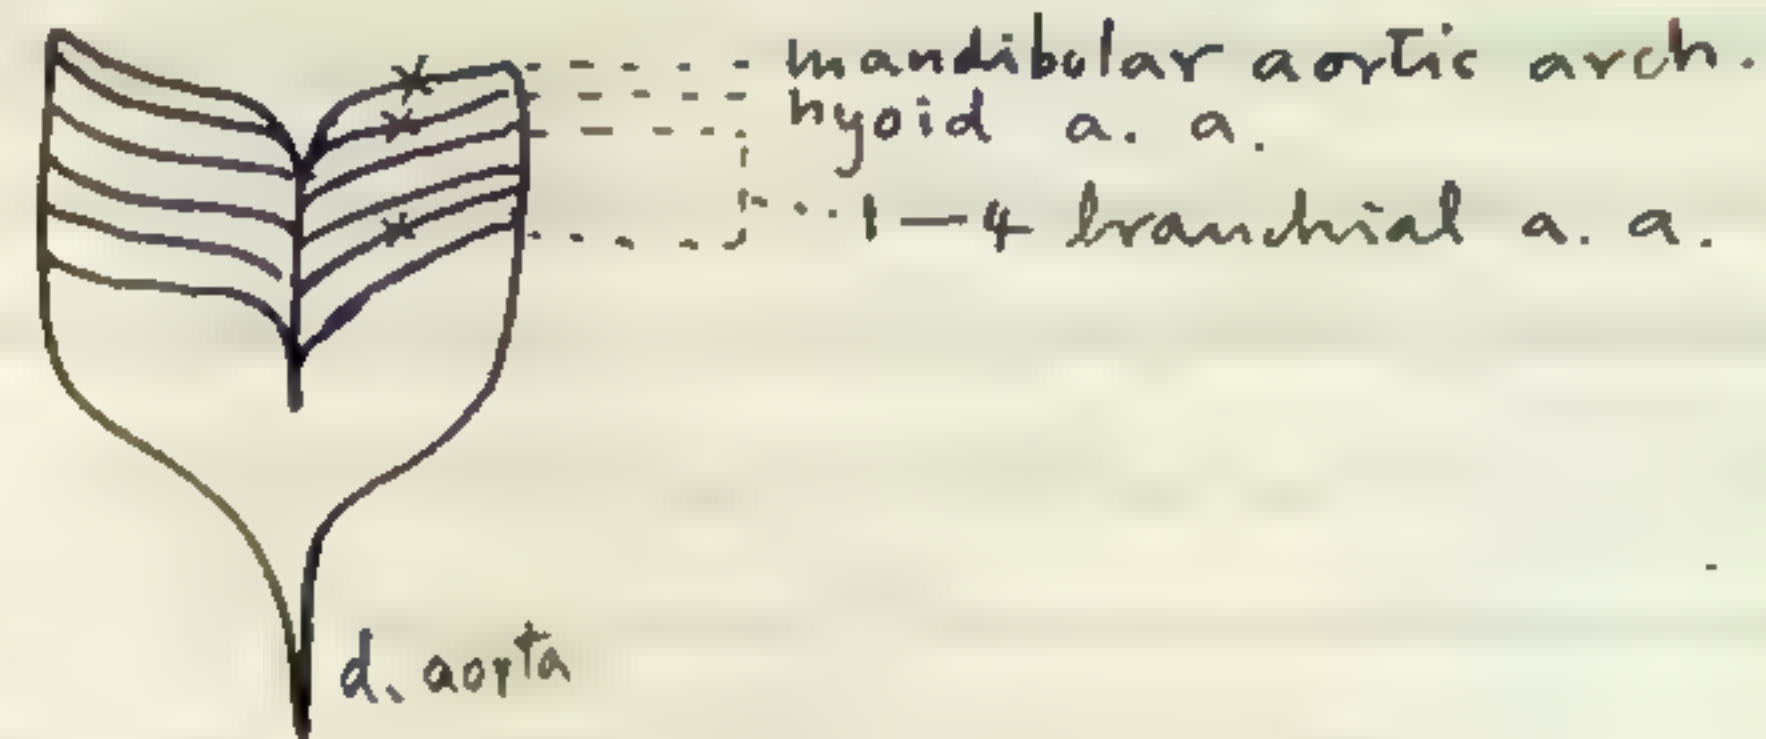 mandibular aortic arch.
hyoid a. a.
1—4 branchial a. a.
d. aorta